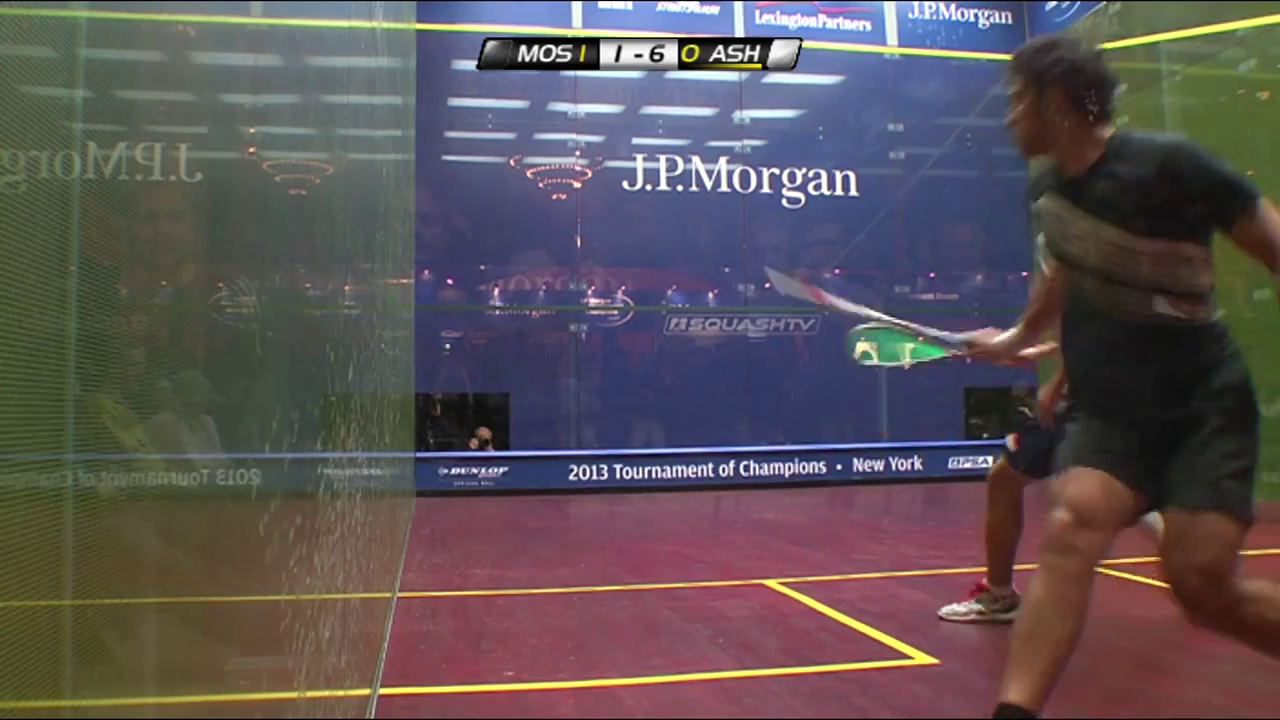 Lexington Partners
J.P.Morgan
MOS 1 1 - 6 0 ASH
J.P.Morgan
J.P.Morgan
SQUASHTV
DUNLOP
2013 Tournament of Champions • New York
PSA
2013 Tournament of